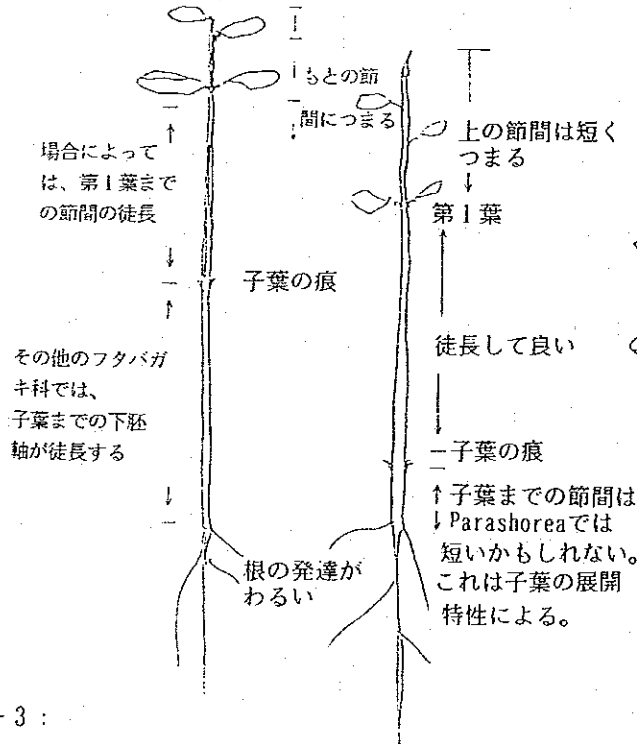 もとの節
間につまる
場合によって
は、第1葉まで
の節間の徒長
子葉の痕
その他のフタバガ
キ科では、
子葉までの下胚
軸が徒長する
根の発達が
わるい
上の節間は短く
つまる
第1葉
徒長して良い
子葉の痕
子葉までの節間は
Parashoreaでは
短いかもしれない。
これは子葉の展開
特性による。
-3: